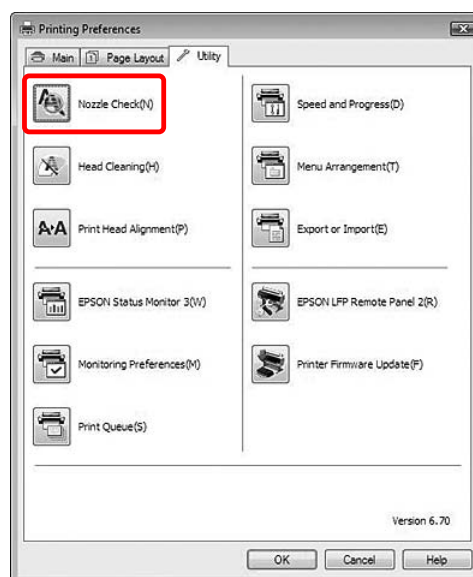 Printing Preferences
Main Page Layout Utility
Nozzle Check(N)
Speed and Progress(D)
Head Cleaning(H)
Menu Arrangement(T)
A·A Print Head Alignment(P)
Export or Import(E)
EPSON Status Monitor 3(W)
EPSON LFP Remote Panel 2(R)
Monitoring Preferences(M)
Printer Firmware Update(F)
Print Queue(S)
Version 6.70
OK Cancel Help